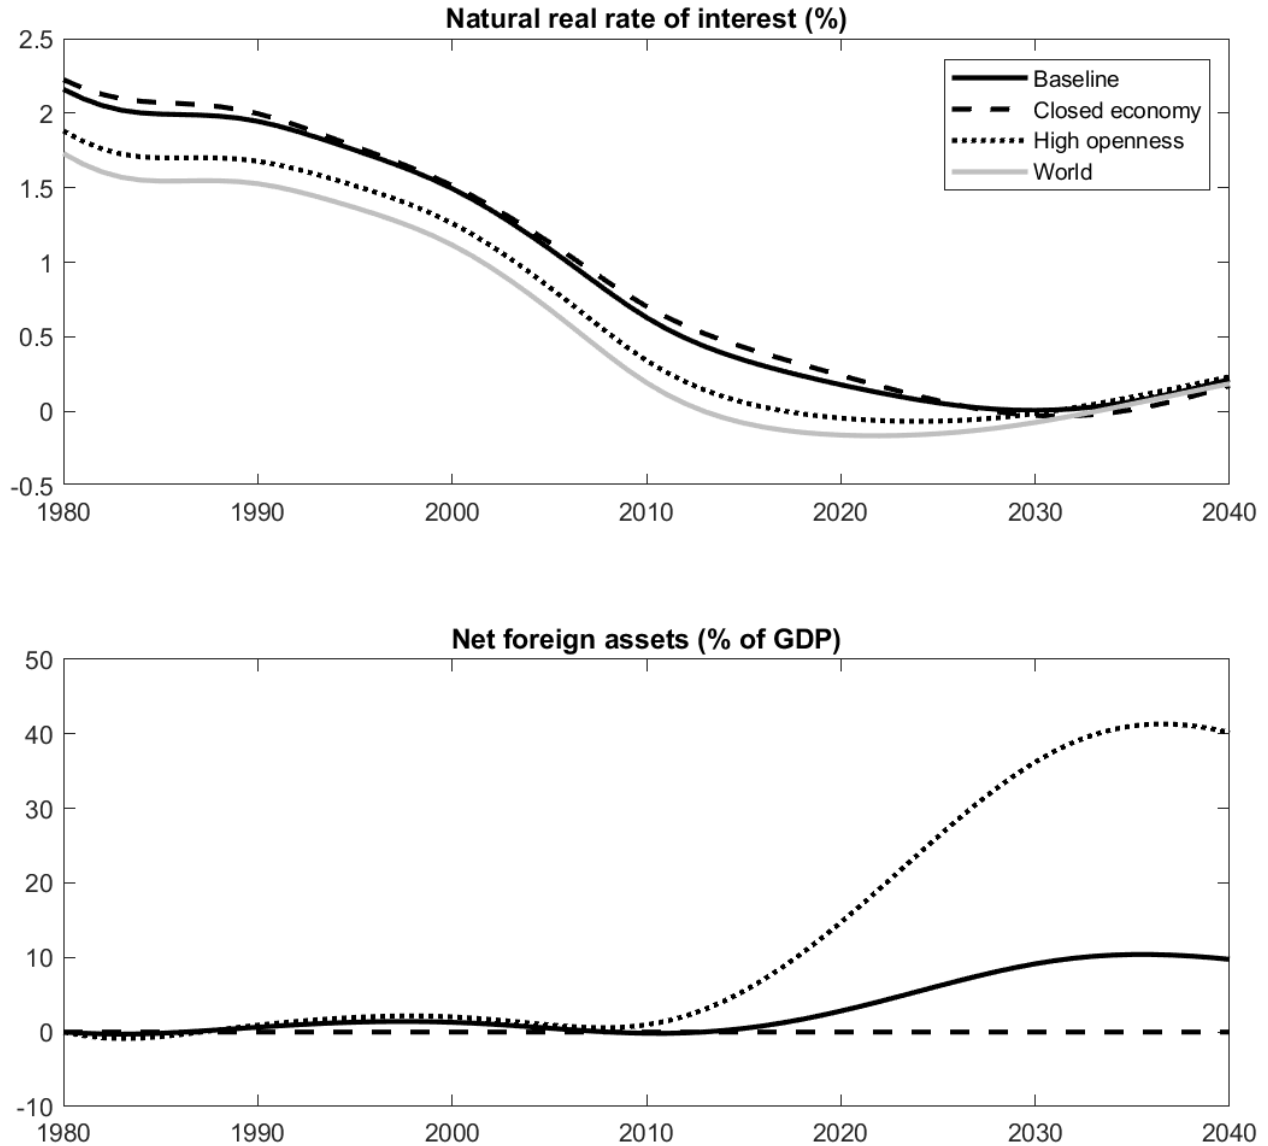 Natural real rate of interest (%)
2.5
2
1.5
1
0.5
0
-0.5
Baseline
Closed economy
High openness
World
1980 1990 2000 2010 2020 2030 2040
Net foreign assets (% of GDP)
50
40
30
20
10
0
-10
1980 1990 2000 2010 2020 2030 2040